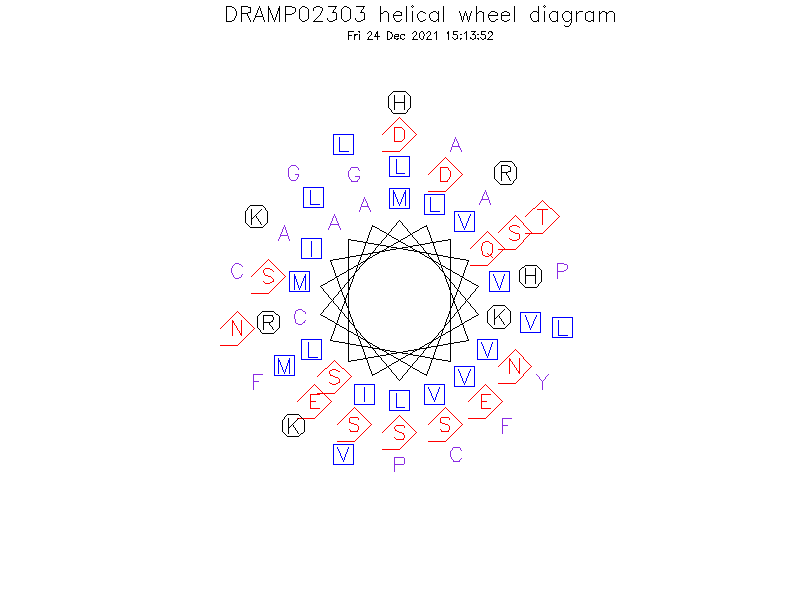 DRAMP02303 helical wheel diagram
Fri 24 Dec 2021 15:13:52
H
D
L A
L
G G D R
L A M L A
K A V T
A S
I Q
C S M V H P
N R C K V L
L V
M S V N
F Y
E I L V E
K S S S F
V P C